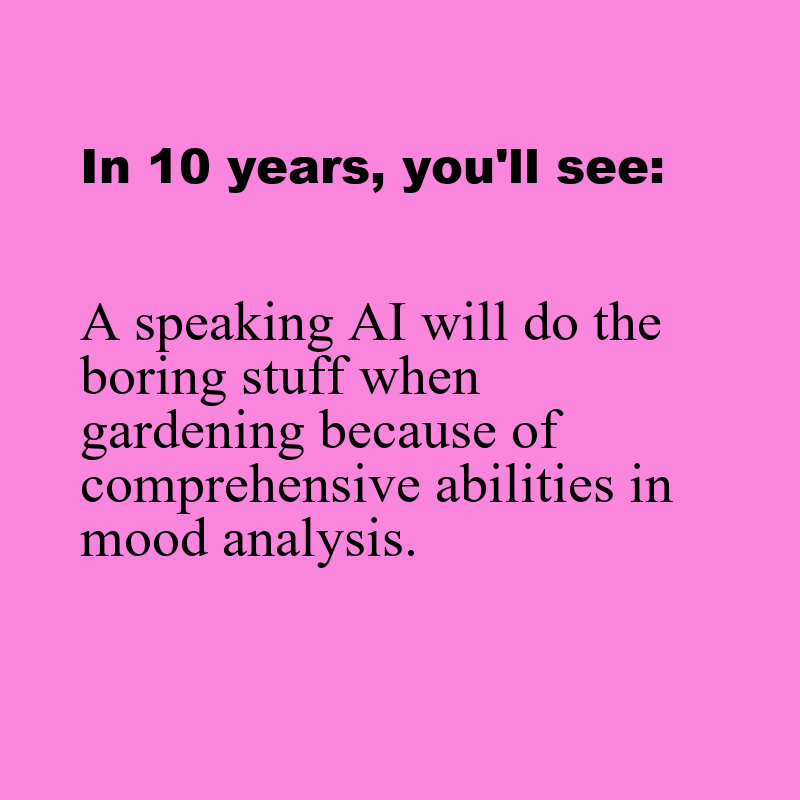 In 10 years, you'll see:
A speaking AI will do the
boring stuff when
gardening because of
comprehensive abilities in
mood analysis.